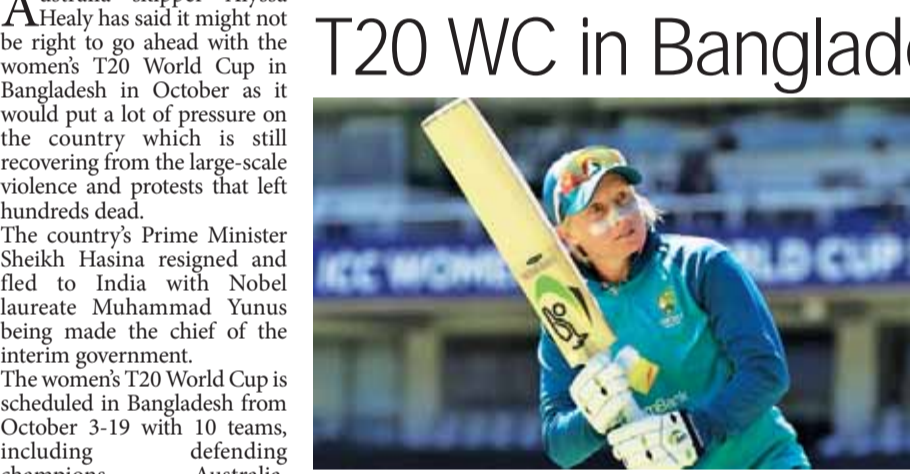 T20 WC in Banglad
Healy has said it might not
be right to go ahead with the
women's T20 World Cup in
Bangladesh in October as it
would put a lot of pressure on
the country which is still
recovering from the large-scale
violence and protests that left
hundreds dead.
The country's Prime Minister
Sheikh Hasina resigned and
fled to India with Nobel
laureate Muhammad Yunus
being made the chief of the
interim government.
The women's T20 World Cup is
scheduled in Bangladesh from
October 3-19 with 10 teams,
including defending
champions Australia
ICC WOME
LD CUP